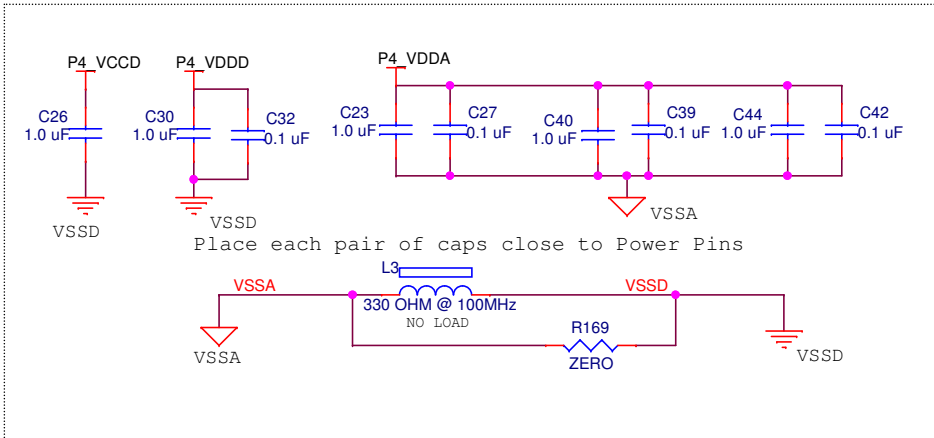 P4_VCCD
P4_VDDD
P4_VDDA
C26
1.0 uF
C30
1.0 uF
C32
0.1 uF
C23
1.0 uF
C27
0.1 uF
C40
1.0 uF
C39
0.1 uF
C44
1.0 uF
C42
0.1 uF
VSSD
VSSD
VSSA
Place each pair of caps close to Power Pins
L3
VSSA
VSSD
330 OHM @ 100MHz
NO LOAD
R169
ZERO
VSSA
VSSD